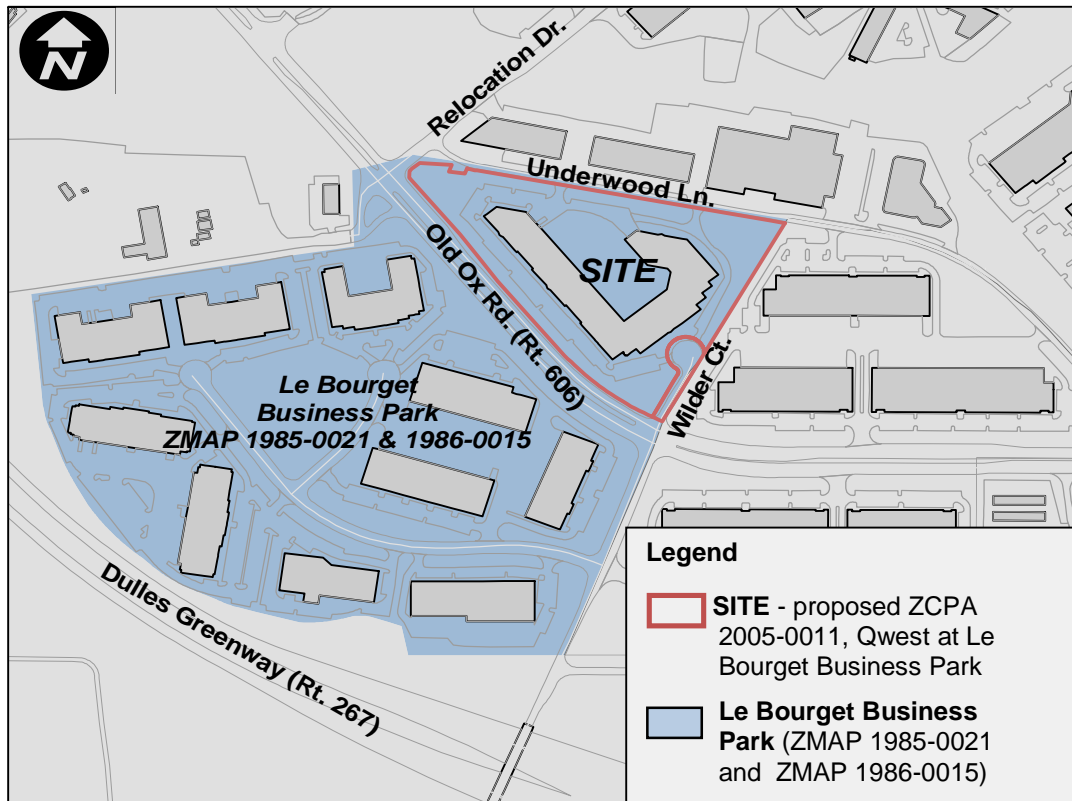 N
Relocation Dr.
Underwood Ln.
SITE
Old Ox Rd. (Rt. 606)
Wilder Ct.
Le Bourget
Business Park
ZMAP 1985-0021 & 1986-0015
Dulles Greenway (Rt. 267)
Legend
SITE - proposed ZCPA
2005-0011, Qwest at Le
Bourget Business Park
Le Bourget Business
Park (ZMAP 1985-0021
and ZMAP 1986-0015)